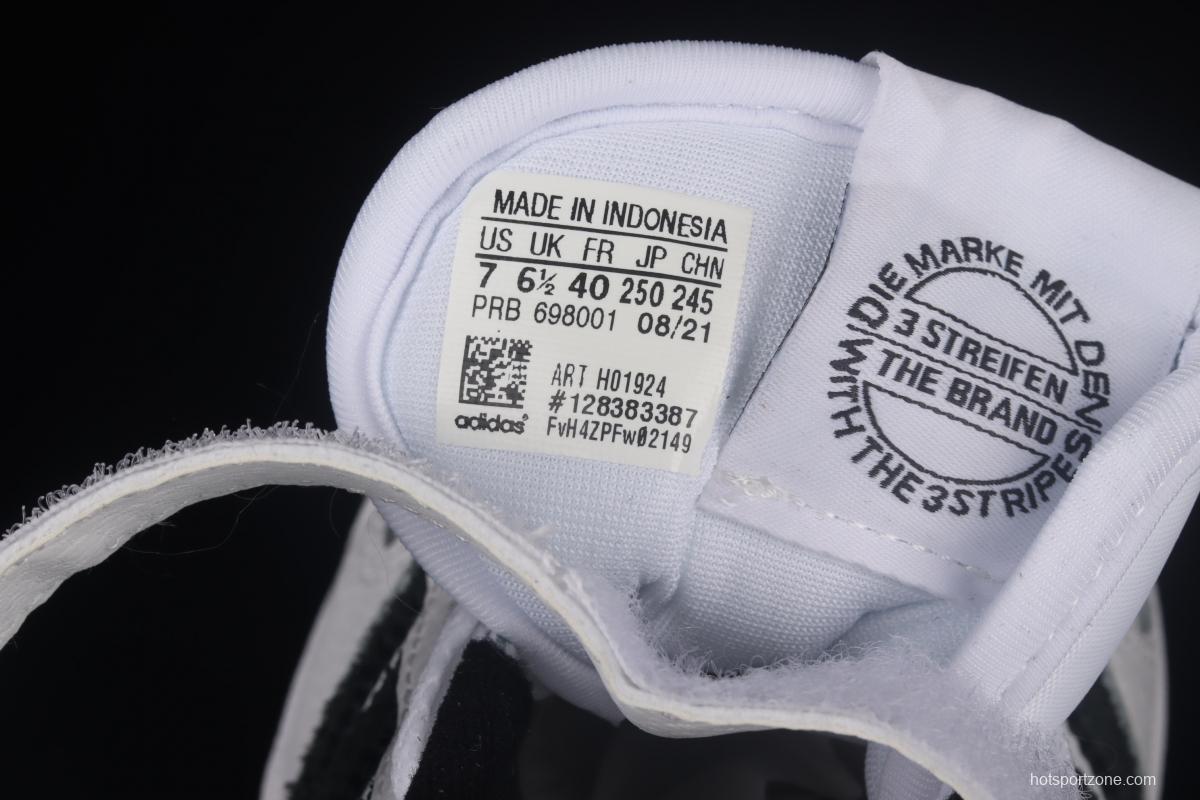 MADE IN INDONESIA
US UK FR JP CHN
7 6½ 40 250 245
PRB 698001 08/21
ART H01924
#128383387
FvH4ZPFw02149
adidas
DIE MARKE MIT DEN
3 STREIFEN
THE BRAND
WITH THE 3 STRIPES
hotsportzone.com